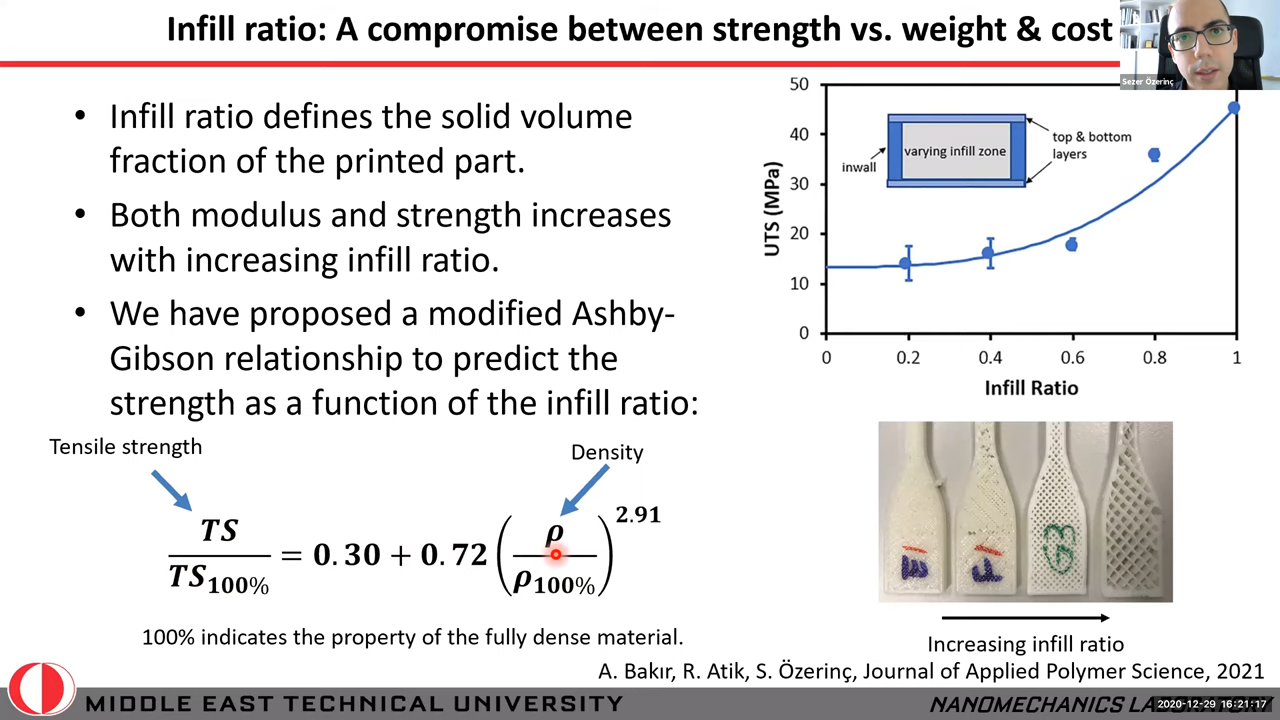 Infill ratio: A compromise between strength vs. weight & cost
Sezer Özerinç
• Infill ratio defines the solid volume
fraction of the printed part.
• Both modulus and strength increases
with increasing infill ratio.
• We have proposed a modified Ashby-
Gibson relationship to predict the
strength as a function of the infill ratio:
Tensile strength
Density
TS / TS100% = 0.30 + 0.72 (ρ / ρ100%)^2.91
100% indicates the property of the fully dense material.
UTS (MPa)
50
40
30
20
10
0
0 0.2 0.4 0.6 0.8 1
Infill Ratio
inwall
varying infill zone
top & bottom
layers
Increasing infill ratio
A. Bakır, R. Atik, S. Özerinç, Journal of Applied Polymer Science, 2021
MIDDLE EAST TECHNICAL UNIVERSITY
NANOMECHANICS
2020-12-29 16:21:17